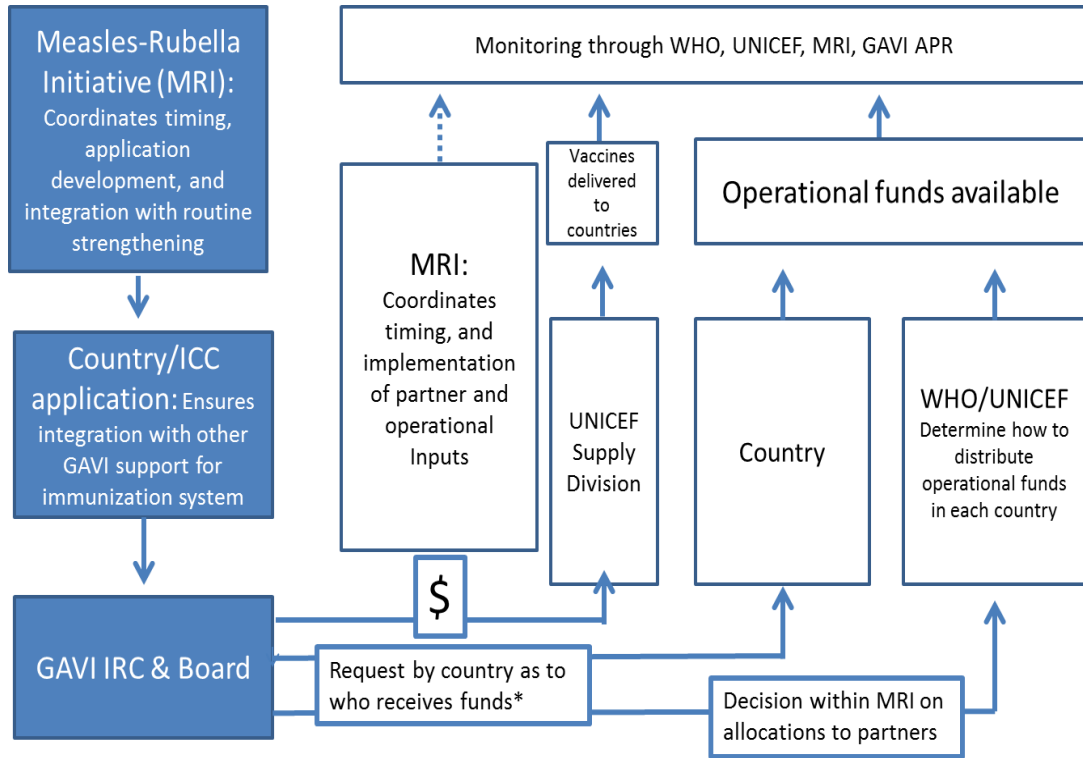 Measles-Rubella
Initiative (MRI):
Coordinates timing,
application
development, and
integration with routine
strengthening
Country/ICC
application: Ensures
integration with other
GAVI support for
immunization system
GAVI IRC & Board
Monitoring through WHO, UNICEF, MRI, GAVI APR
MRI:
Coordinates
timing, and
implementation
of partner and
operational
Inputs
Vaccines
delivered
to
countries
Operational funds available
UNICEF
Supply
Division
Country
WHO/UNICEF
Determine how to
distribute
operational funds
in each country
$
Request by country as to
who receives funds*
Decision within MRI on
allocations to partners